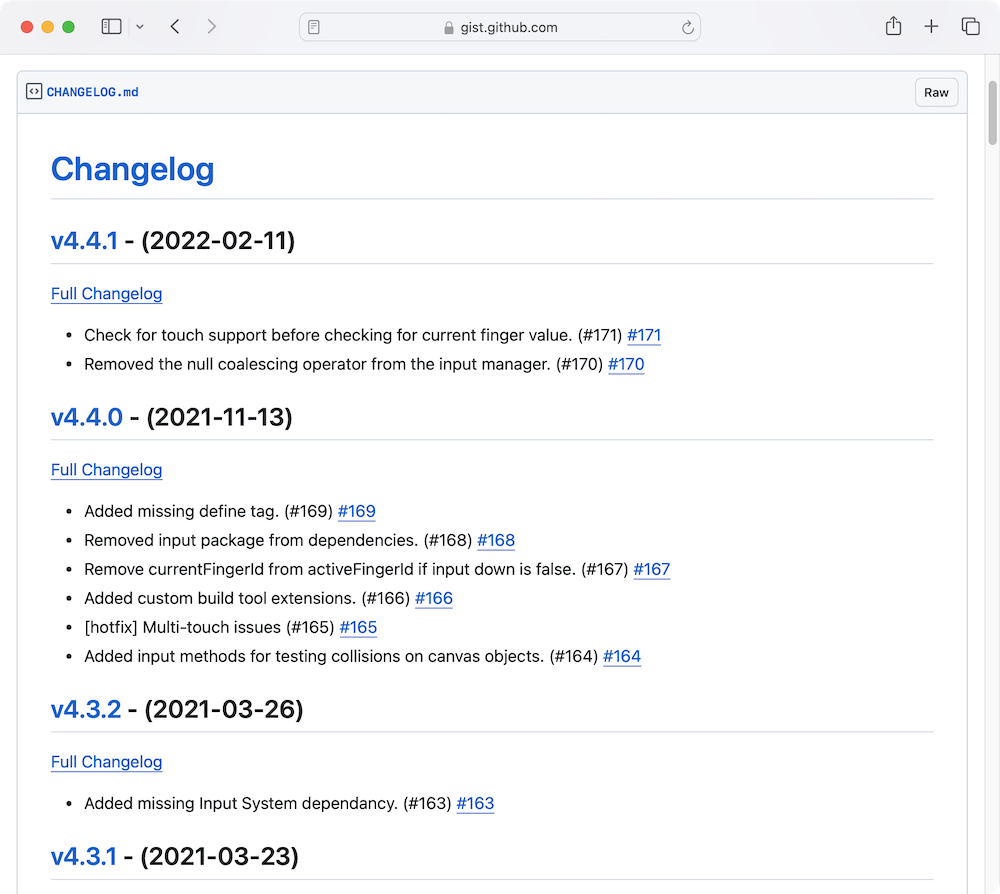 gist.github.com
CHANGELOG.md
Raw
Changelog
v4.4.1 - (2022-02-11)
Full Changelog
• Check for touch support before checking for current finger value. (#171) #171
• Removed the null coalescing operator from the input manager. (#170) #170
v4.4.0 - (2021-11-13)
Full Changelog
• Added missing define tag. (#169) #169
• Removed input package from dependencies. (#168) #168
• Remove currentFingerId from activeFingerId if input down is false. (#167) #167
• Added custom build tool extensions. (#166) #166
• [hotfix] Multi-touch issues (#165) #165
• Added input methods for testing collisions on canvas objects. (#164) #164
v4.3.2 - (2021-03-26)
Full Changelog
• Added missing Input System dependancy. (#163) #163
v4.3.1 - (2021-03-23)